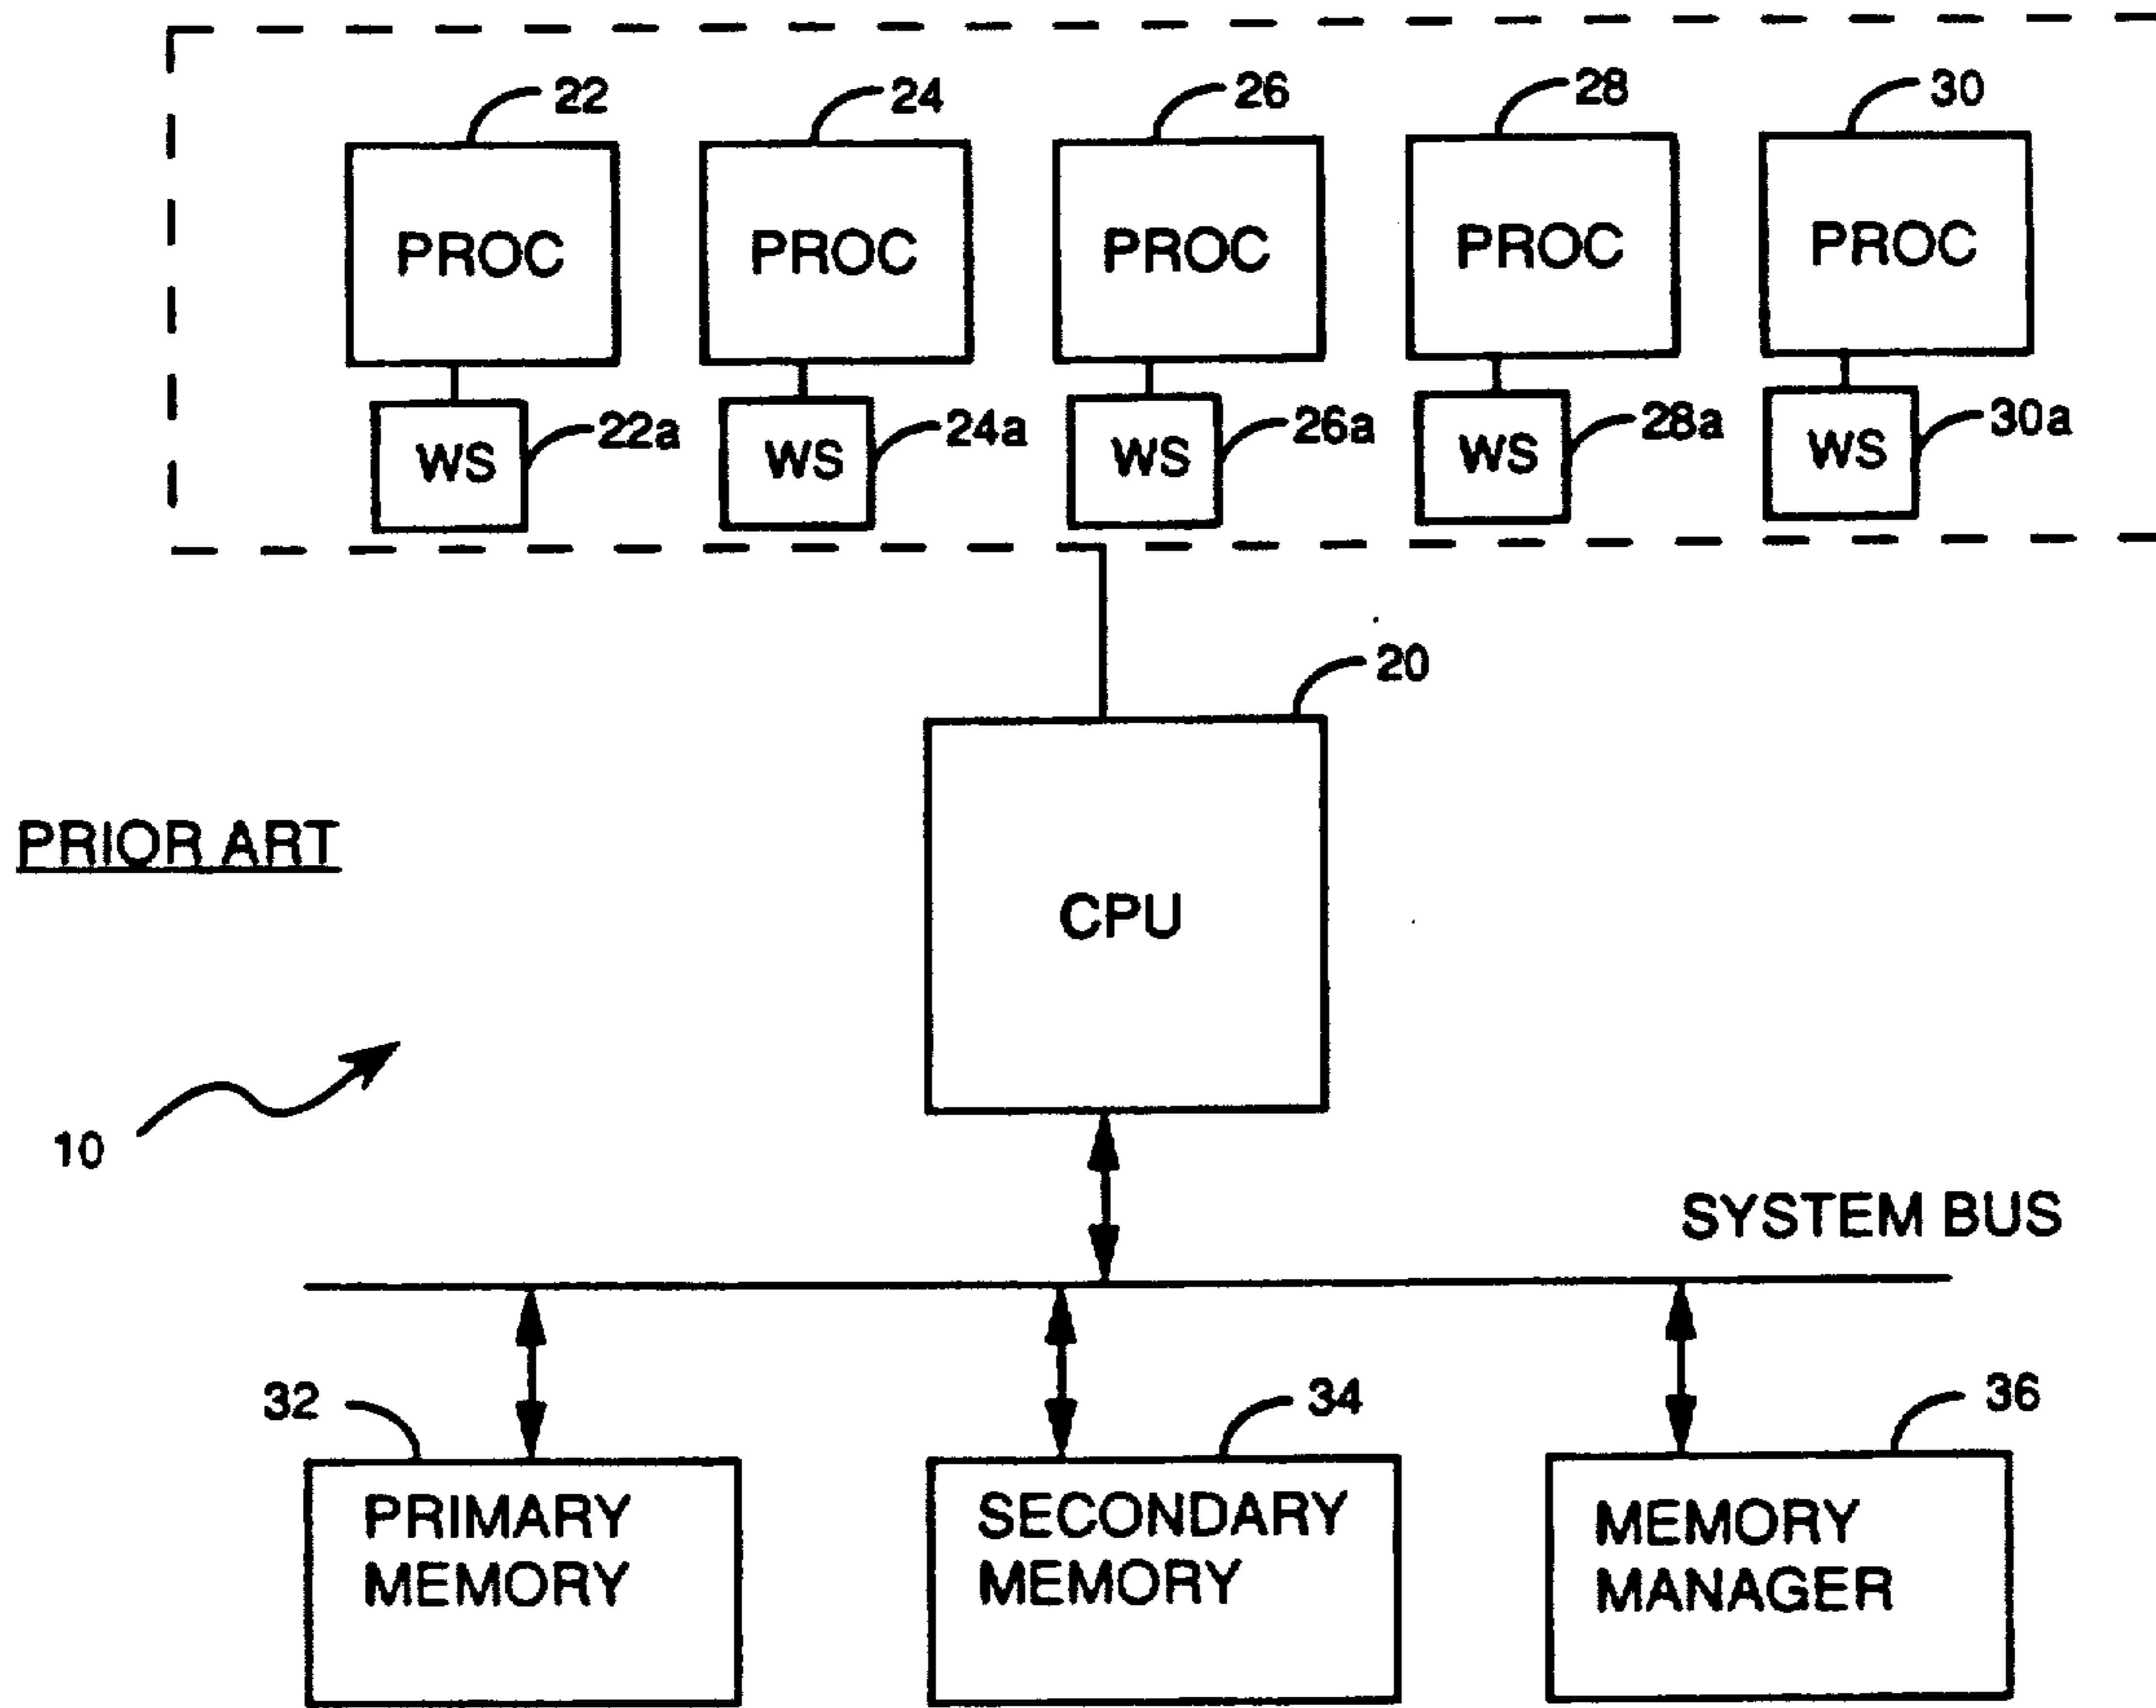 22 24 26 28 30
PROC PROC PROC PROC PROC
WS 22a WS 24a WS 26a WS 28a WS 30a
20
CPU
PRIOR ART
10
SYSTEM BUS
32 34 36
PRIMARY
MEMORY
SECONDARY
MEMORY
MEMORY
MANAGER